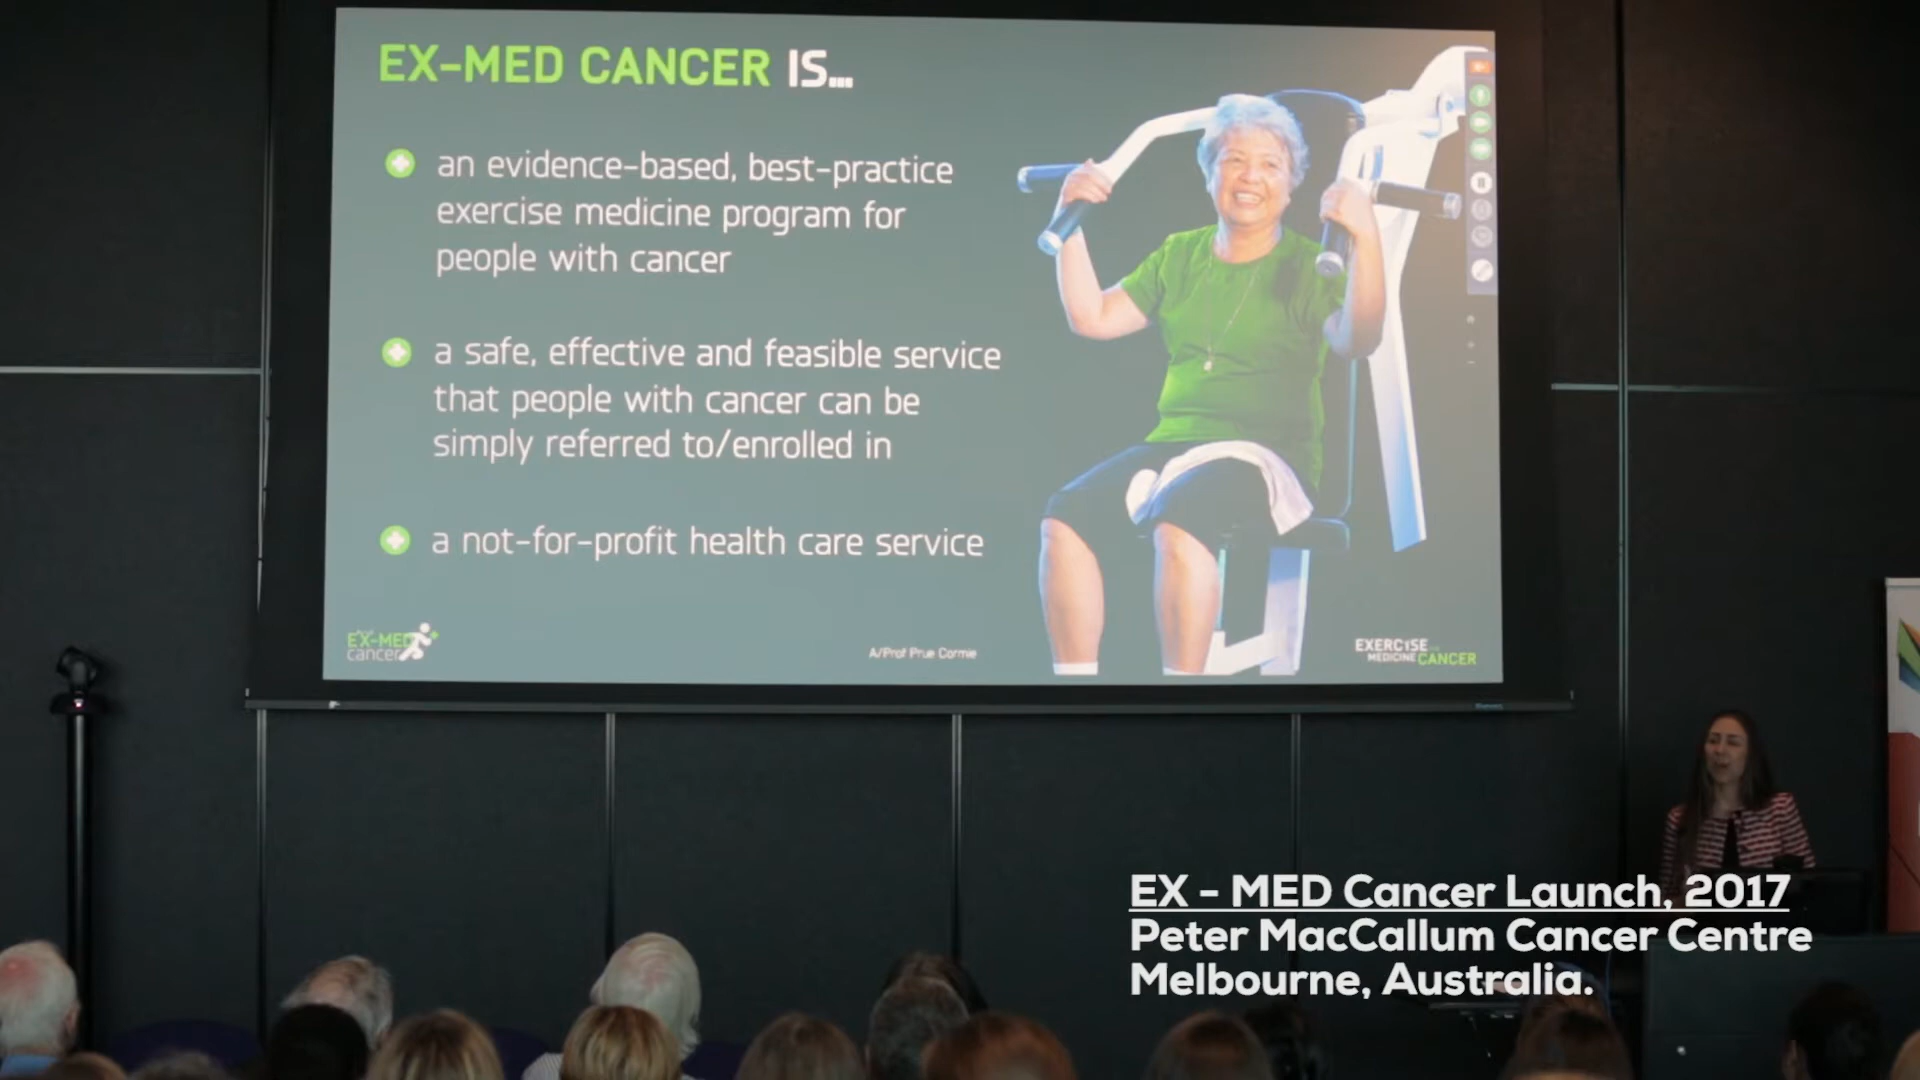 EX-MED CANCER IS...
an evidence-based, best-practice
exercise medicine program for
people with cancer
a safe, effective and feasible service
that people with cancer can be
simply referred to/enrolled in
a not-for-profit health care service
EX-MED
cancer
A/Prof Prue Cormie
EXERCISE
MEDICINE CANCER
EX - MED Cancer Launch, 2017
Peter MacCallum Cancer Centre
Melbourne, Australia.